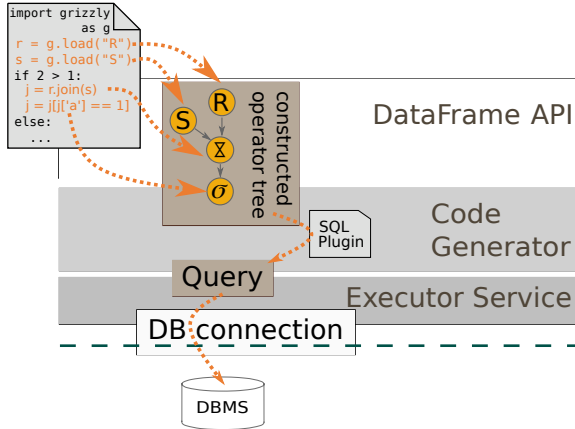 import grizzly
as g
r = g.load("R")
s = g.load("S")
if 2 > 1:
j = r.join(s)
j = j[j['a'] == 1]
else:
...
R
S
⋈
σ
constructed
operator tree
DataFrame API
SQL
Plugin
Code
Generator
Query
Executor Service
DB connection
DBMS